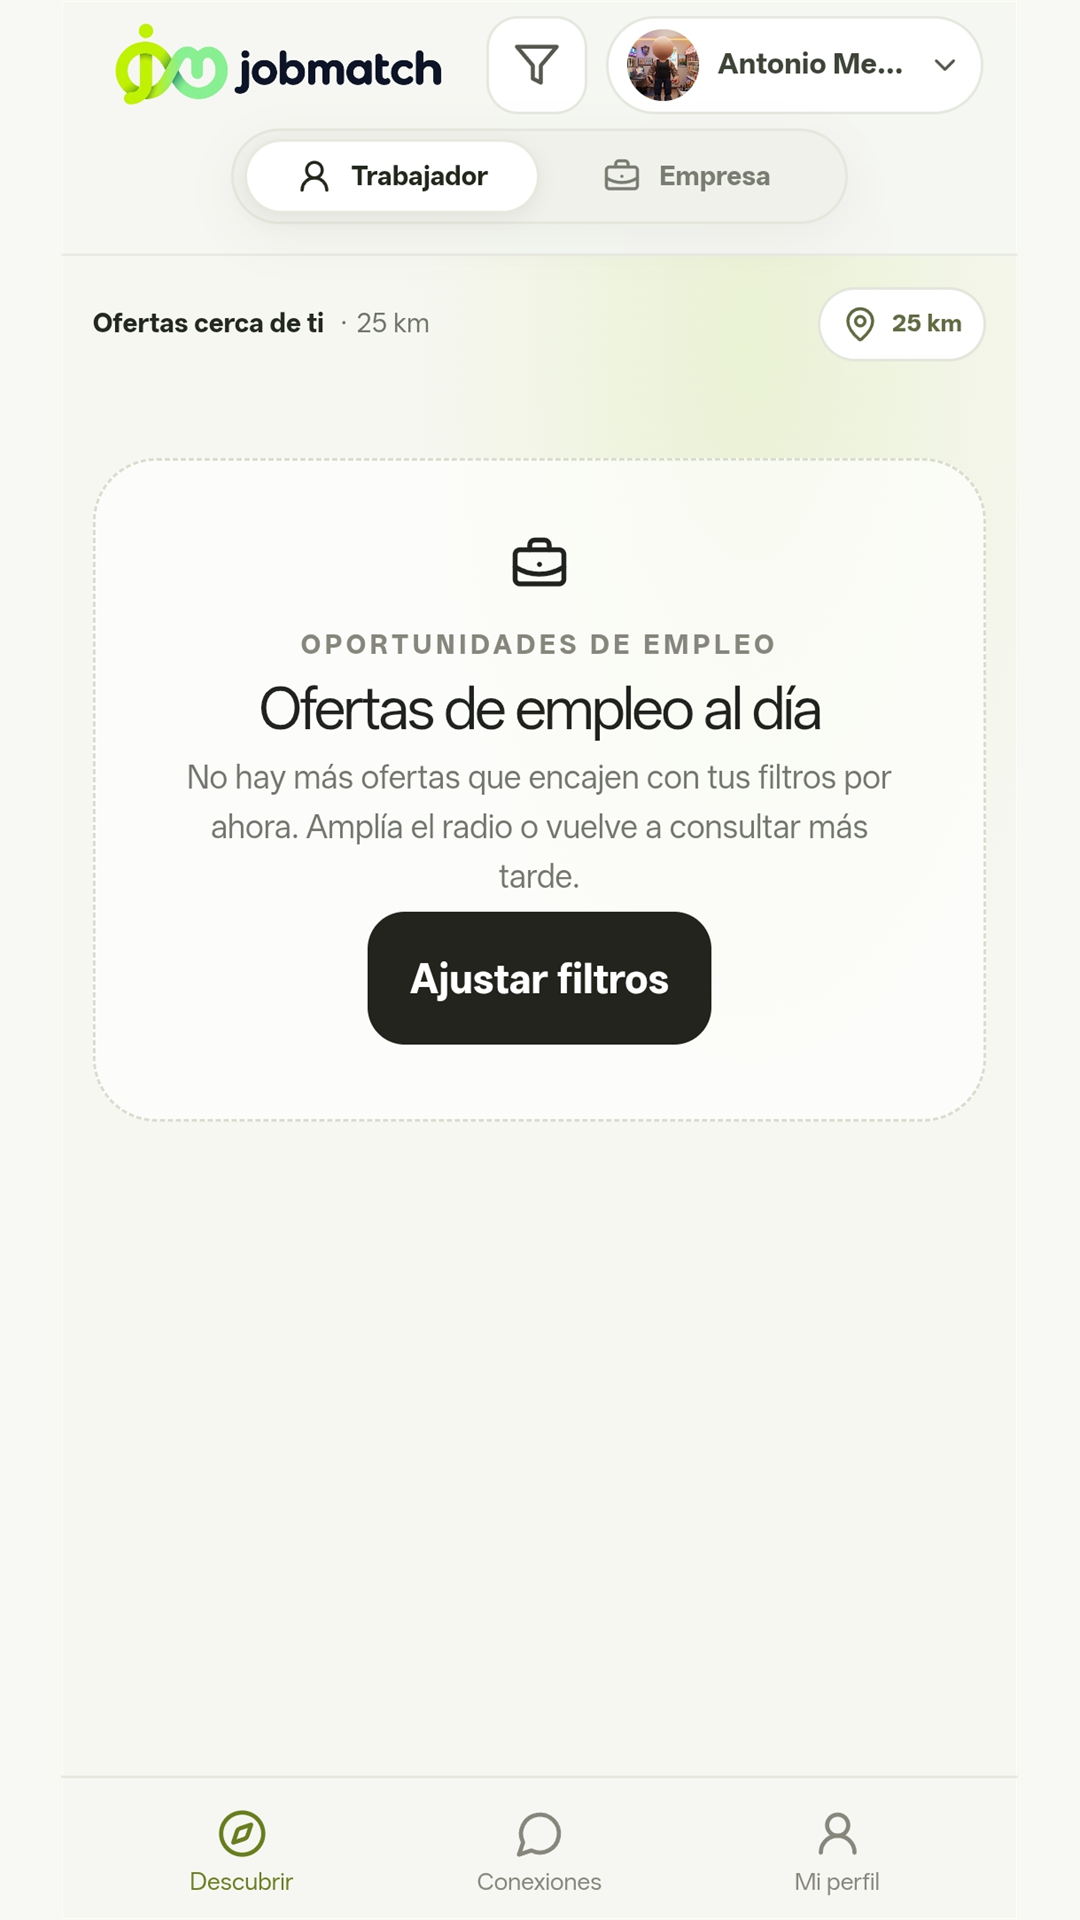 jobmatch
Antonio Me...
Trabajador
Empresa
Ofertas cerca de ti · 25 km
25 km
OPORTUNIDADES DE EMPLEO
Ofertas de empleo al día
No hay más ofertas que encajen con tus filtros por
ahora. Amplía el radio o vuelve a consultar más
tarde.
Ajustar filtros
Descubrir
Conexiones
Mi perfil